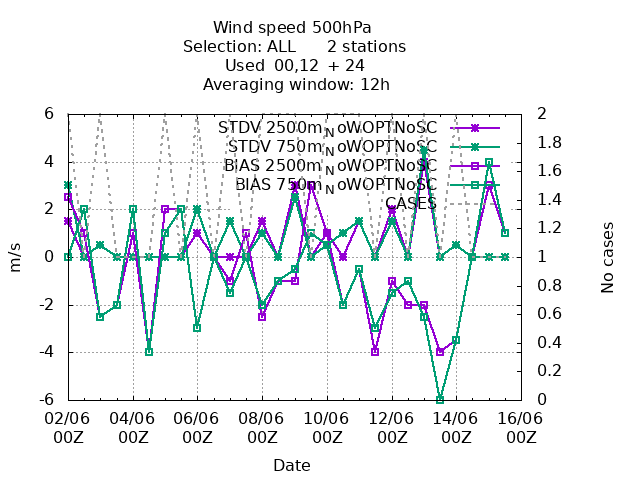 Wind speed 500hPa
Selection: ALL 2 stations
Used 00,12 + 24
Averaging window: 12h
STDV 2500m_NoWOPTNoSC
STDV 750m_NoWOPTNoSC
BIAS 2500m_NoWOPTNoSC
BIAS 750m_NoWOPTNoSC
CASES
6
4
2
0
-2
-4
-6
m/s
2
1.8
1.6
1.4
1.2
1
0.8
0.6
0.4
0.2
0
No cases
02/06 04/06 06/06 08/06 10/06 12/06 14/06 16/06
00Z 00Z 00Z 00Z 00Z 00Z 00Z 00Z
Date